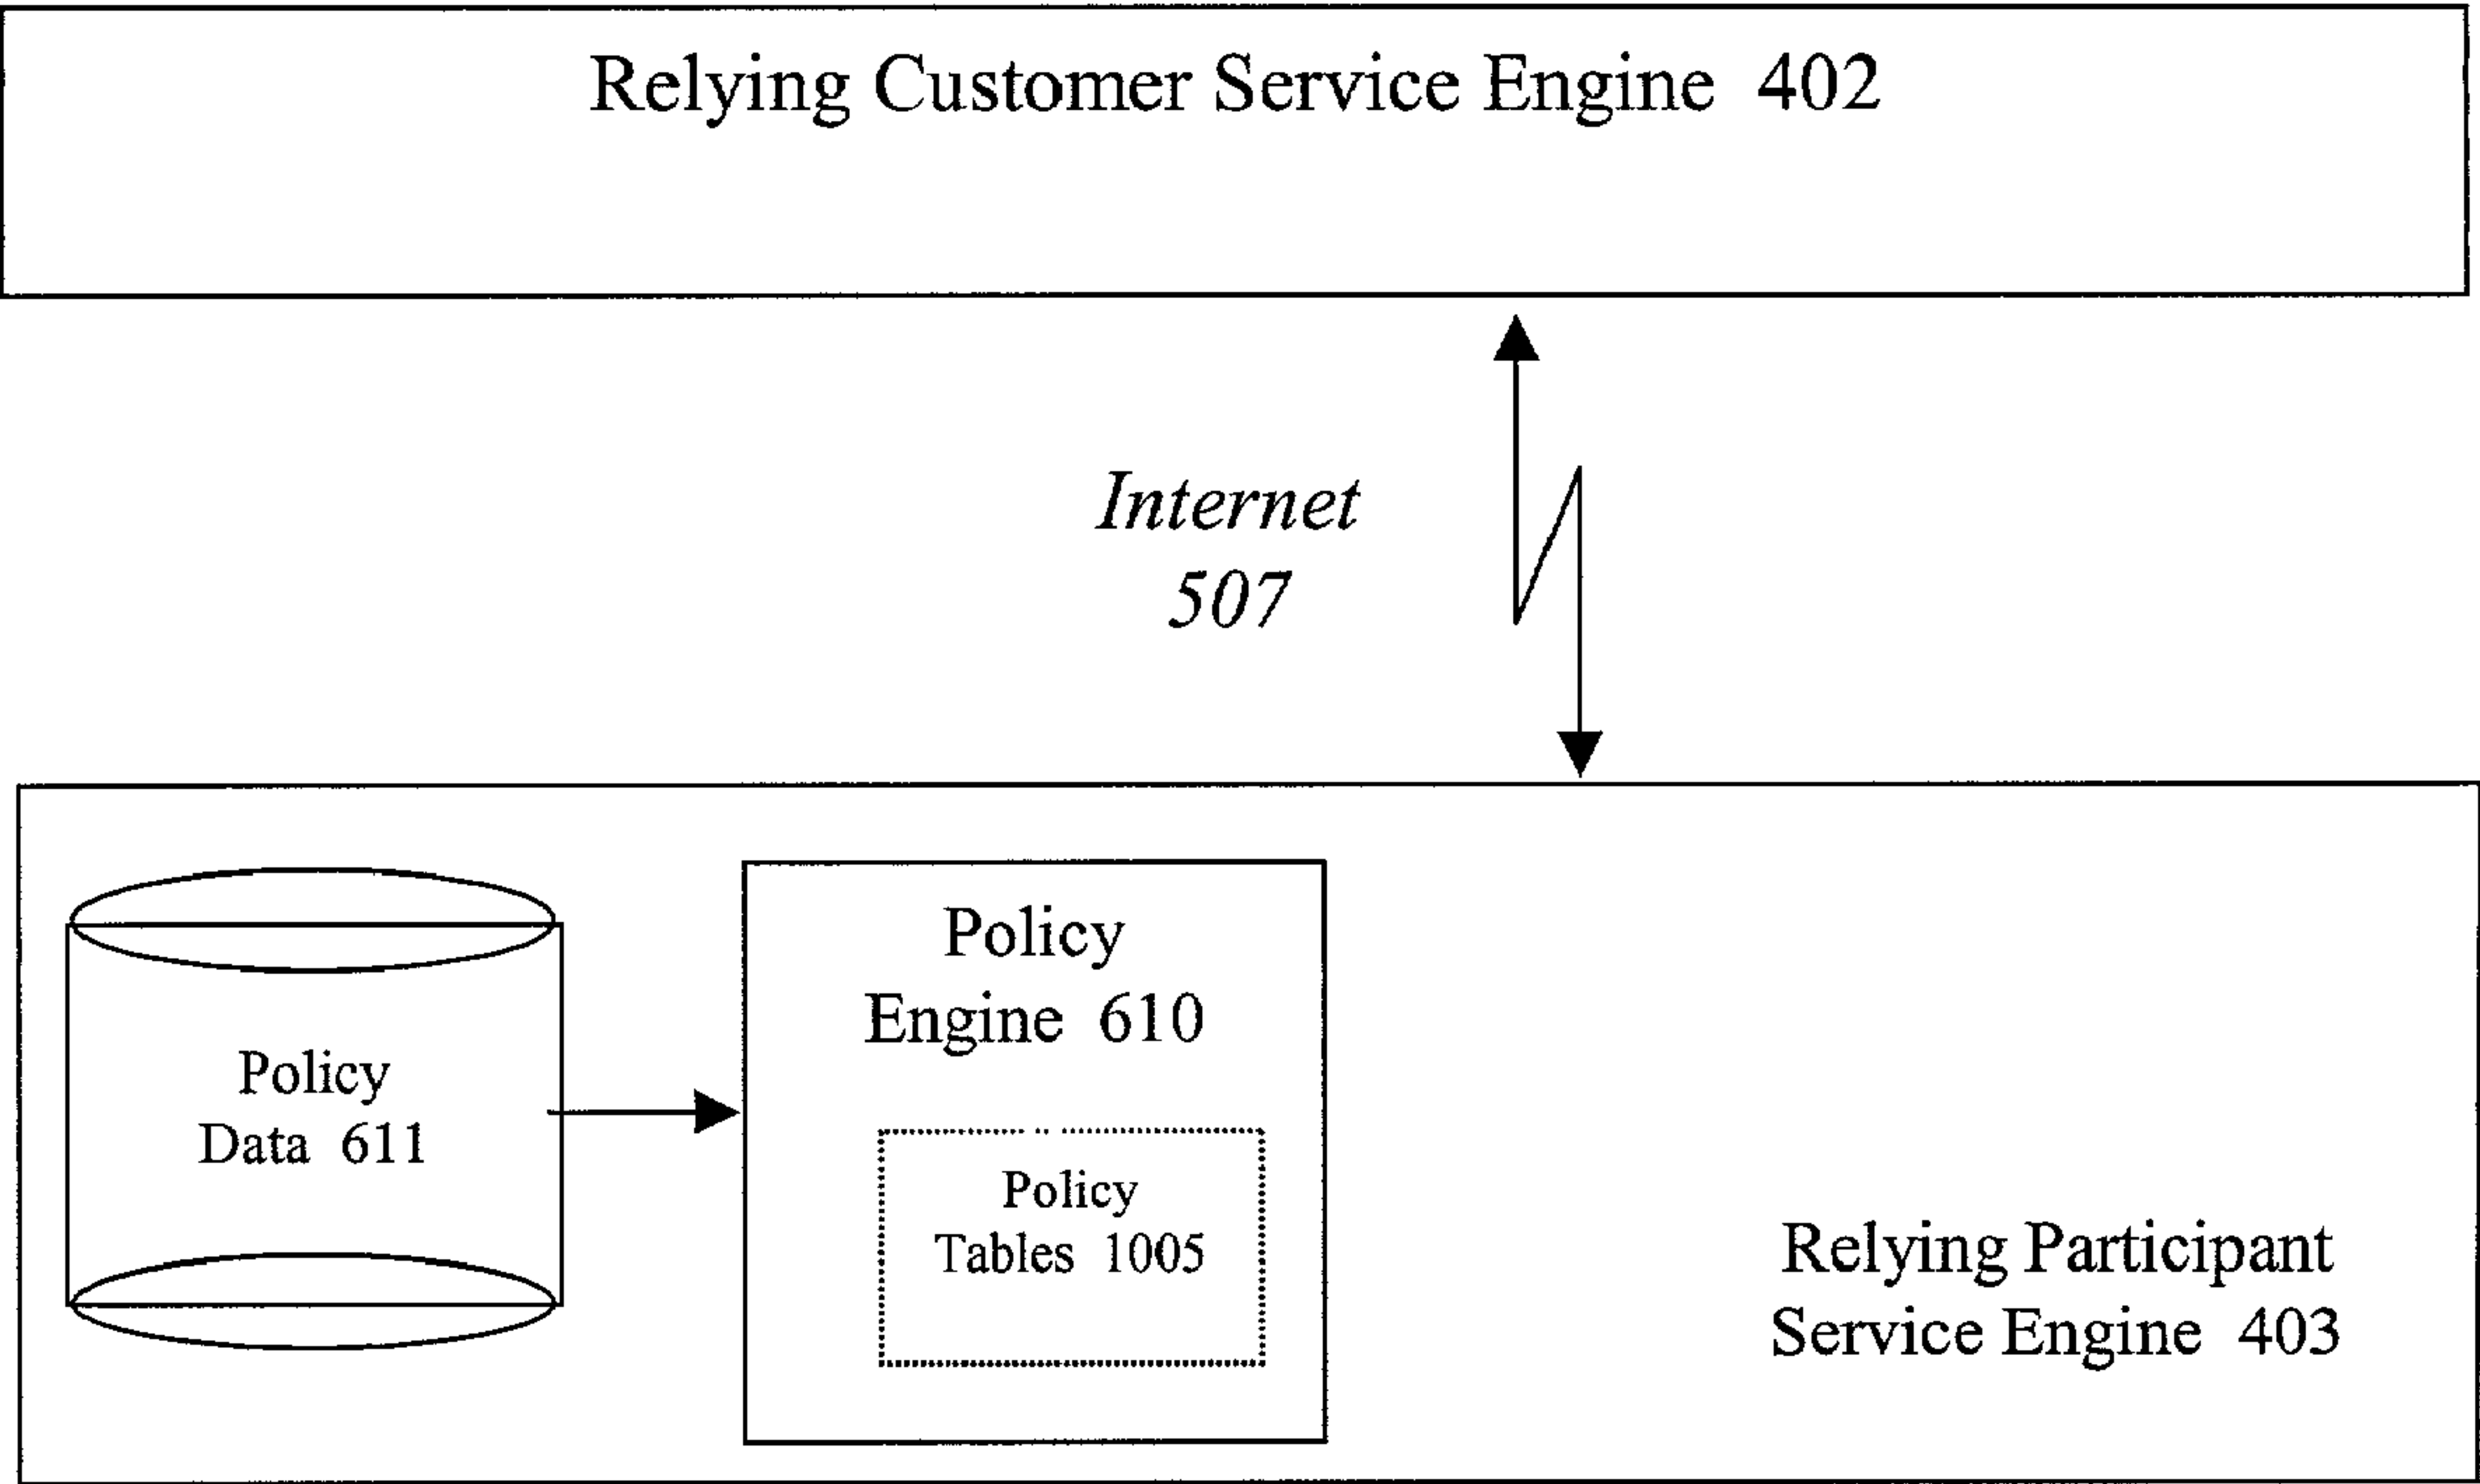 Relying Customer Service Engine 402
Internet
507
Policy
Data 611
Policy
Engine 610
Policy
Tables 1005
Relying Participant
Service Engine 403